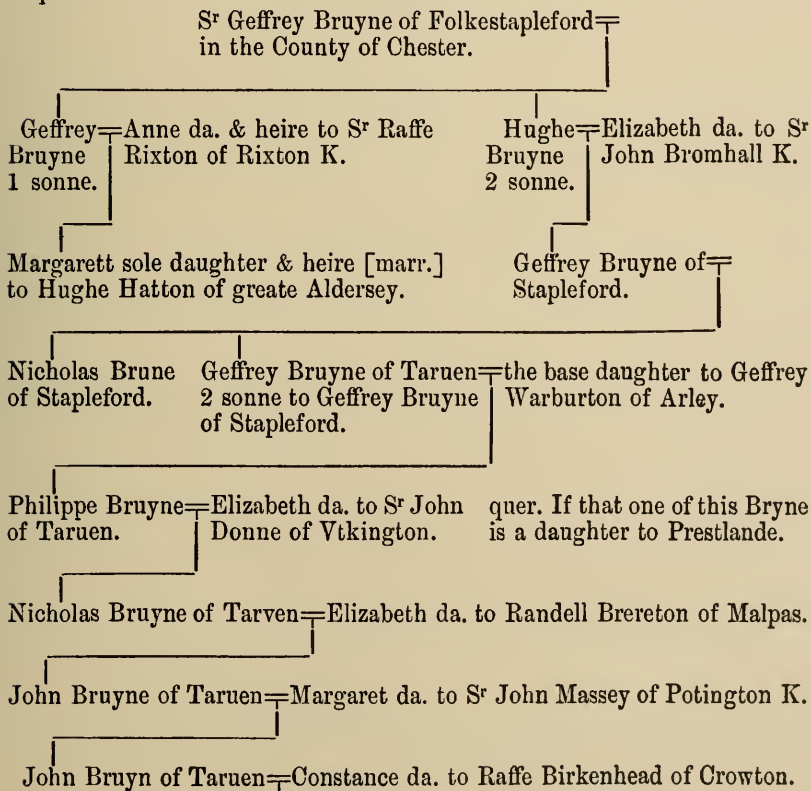 Sr Geffrey Bruyne of Folkestapleford
in the County of Chester.
Geffrey Bruyne 1 sonne.
Anne da. & heire to Sr Raffe
Rixton of Rixton K.
Hughe Bruyne 2 sonne.
Elizabeth da. to Sr
John Bromhall K.
Margarett sole daughter & heire [marr.]
to Hughe Hatton of greate Aldersey.
Geffrey Bruyne of
Stapleford.
Nicholas Brune
of Stapleford.
Geffrey Bruyne of Taruen
2 sonne to Geffrey Bruyne
of Stapleford.
the base daughter to Geffrey
Warburton of Arley.
Philippe Bruyne
of Taruen.
Elizabeth da. to Sr John
Donne of Vtkington.
quer. If that one of this Bryne
is a daughter to Prestlande.
Nicholas Bruyne of Tarven Elizabeth da. to Randell Brereton of Malpas.
John Bruyne of Taruen Margaret da. to Sr John Massey of Potington K.
John Bruyn of Taruen Constance da. to Raffe Birkenhead of Crowton.